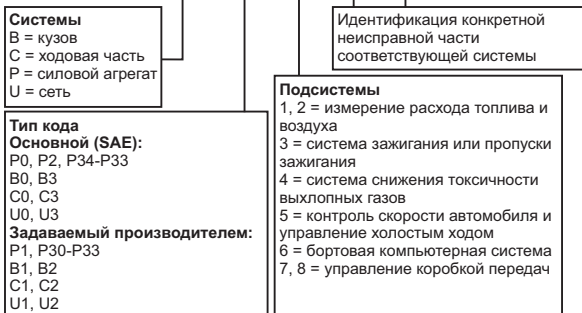 Системы
B = кузов
C = ходовая часть
P = силовой агрегат
U = сеть
Идентификация конкретной
неисправной части
соответствующей системы
Тип кода
Основной (SAE):
P0, P2, P34-P33
B0, B3
C0, C3
U0, U3
Задаваемый производителем:
P1, P30-P33
B1, B2
C1, C2
U1, U2
Подсистемы
1, 2 = измерение расхода топлива и
воздуха
3 = система зажигания или пропуски
зажигания
4 = система снижения токсичности
выхлопных газов
5 = контроль скорости автомобиля и
управление холостым ходом
6 = бортовая компьютерная система
7, 8 = управление коробкой передач